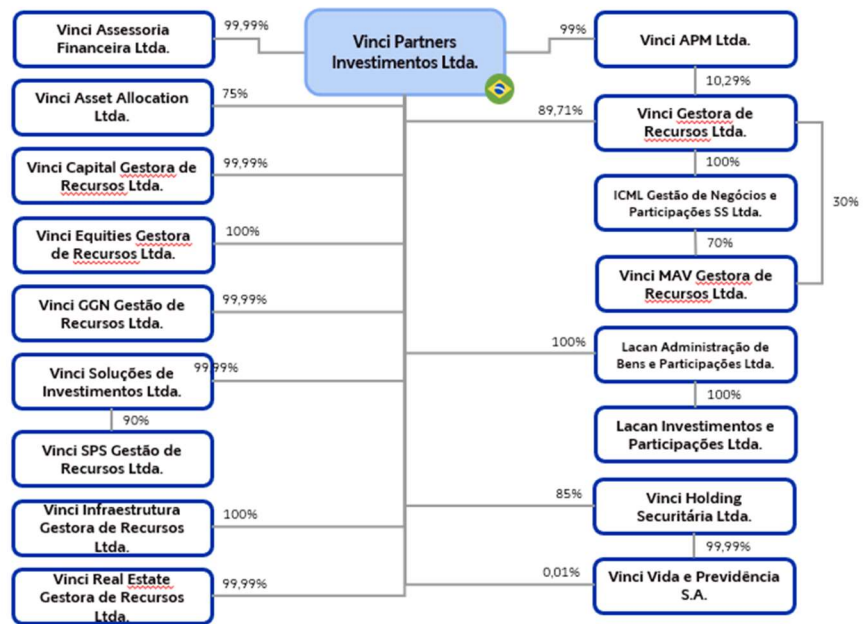 Vinci Partners
Investimentos Ltda.
Vinci Assessoria
Financeira Ltda.
99,99%
Vinci Asset Allocation
Ltda.
75%
Vinci Capital Gestora de
Recursos Ltda.
99,99%
Vinci Equities Gestora
de Recursos Ltda.
100%
Vinci GGN Gestão de
Recursos Ltda.
99,99%
Vinci Soluções de
Investimentos Ltda.
99,99%
90%
Vinci SPS Gestão de
Recursos Ltda.
Vinci Infraestrutura
Gestora de Recursos
Ltda.
100%
Vinci Real Estate
Gestora de Recursos
Ltda.
99,99%
99%
Vinci APM Ltda.
10,29%
89,71%
Vinci Gestora de
Recursos Ltda.
100%
30%
ICML Gestão de Negócios e
Participações SS Ltda.
70%
Vinci MAV Gestora de
Recursos Ltda.
100%
Lacan Administração de
Bens e Participações Ltda.
100%
Lacan Investimentos e
Participações Ltda.
85%
Vinci Holding
Securitária Ltda.
99,99%
0,01%
Vinci Vida e Previdência
S.A.